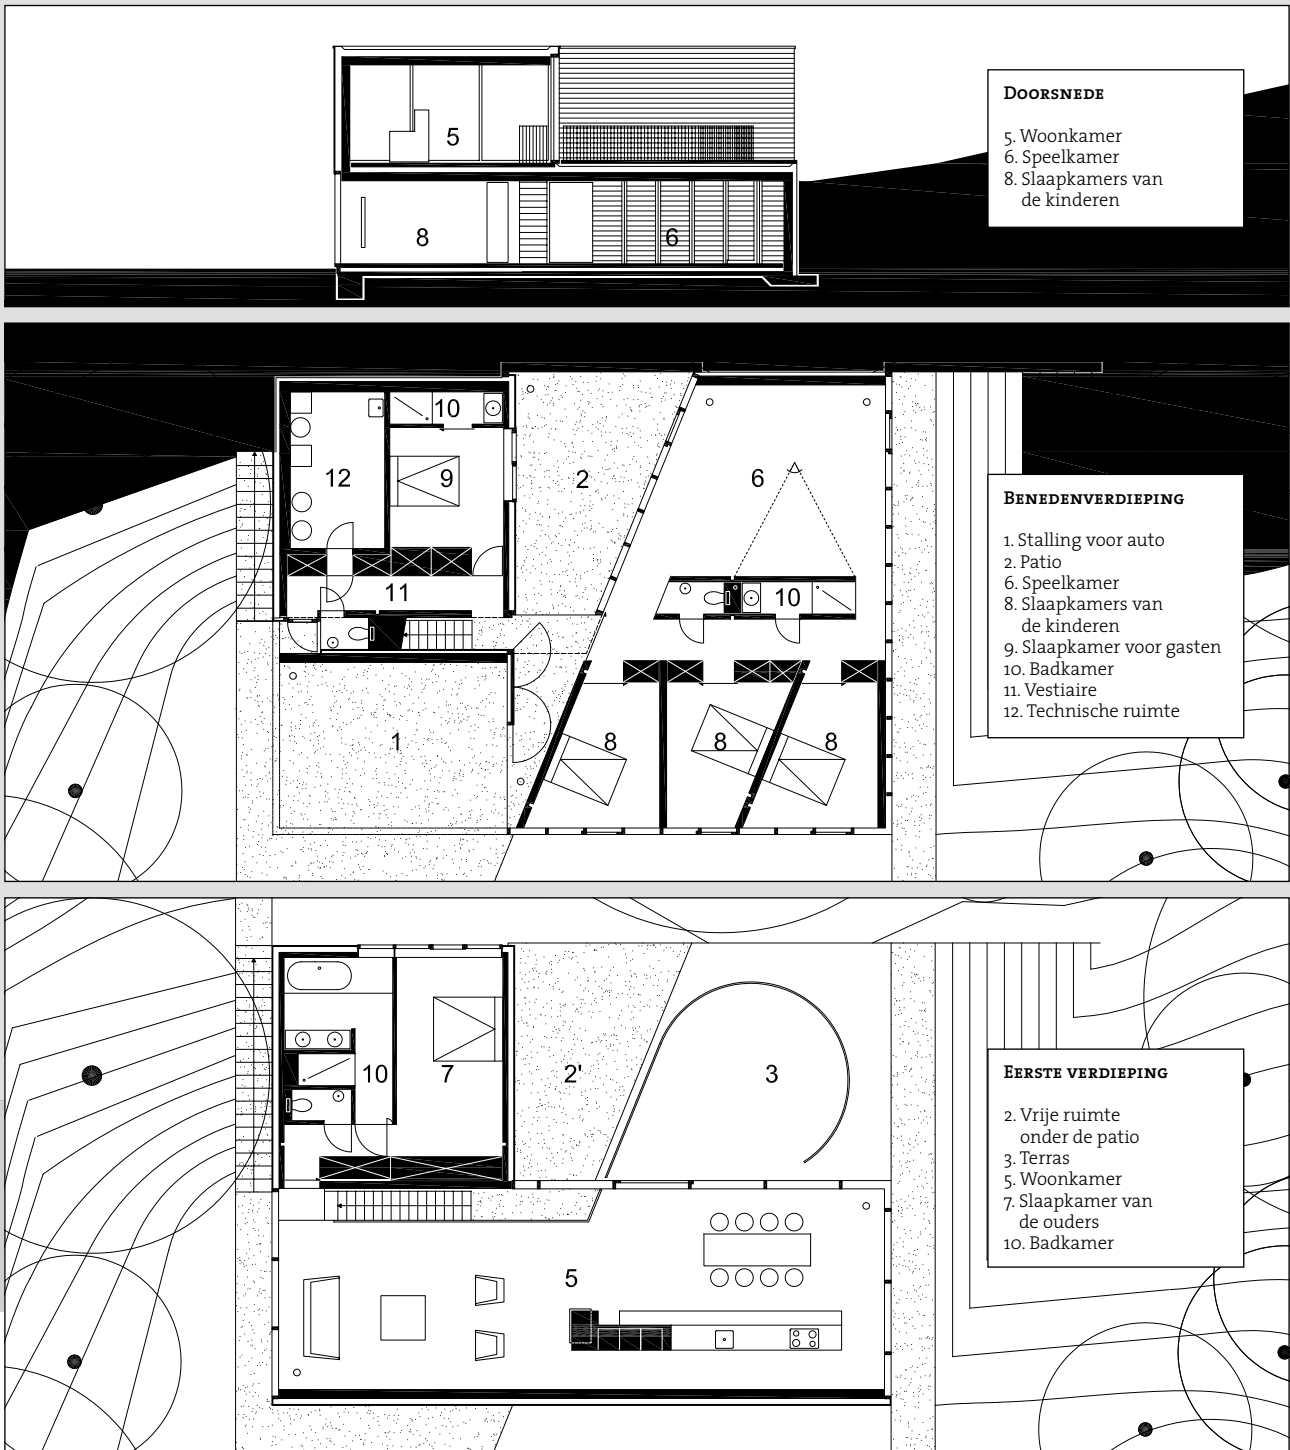 DOORSNEDE
5. Woonkamer
6. Speelkamer
8. Slaapkamers van
de kinderen
5
8
6
BENEDENVERDIEPING
1. Stalling voor auto
2. Patio
6. Speelkamer
8. Slaapkamers van
de kinderen
9. Slaapkamer voor gasten
10. Badkamer
11. Vestiaire
12. Technische ruimte
10
12
9
2
6
11
10
1
8
8
8
EERSTE VERDIEPING
2. Vrije ruimte
onder de patio
3. Terras
5. Woonkamer
7. Slaapkamer van
de ouders
10. Badkamer
10
7
2'
3
5